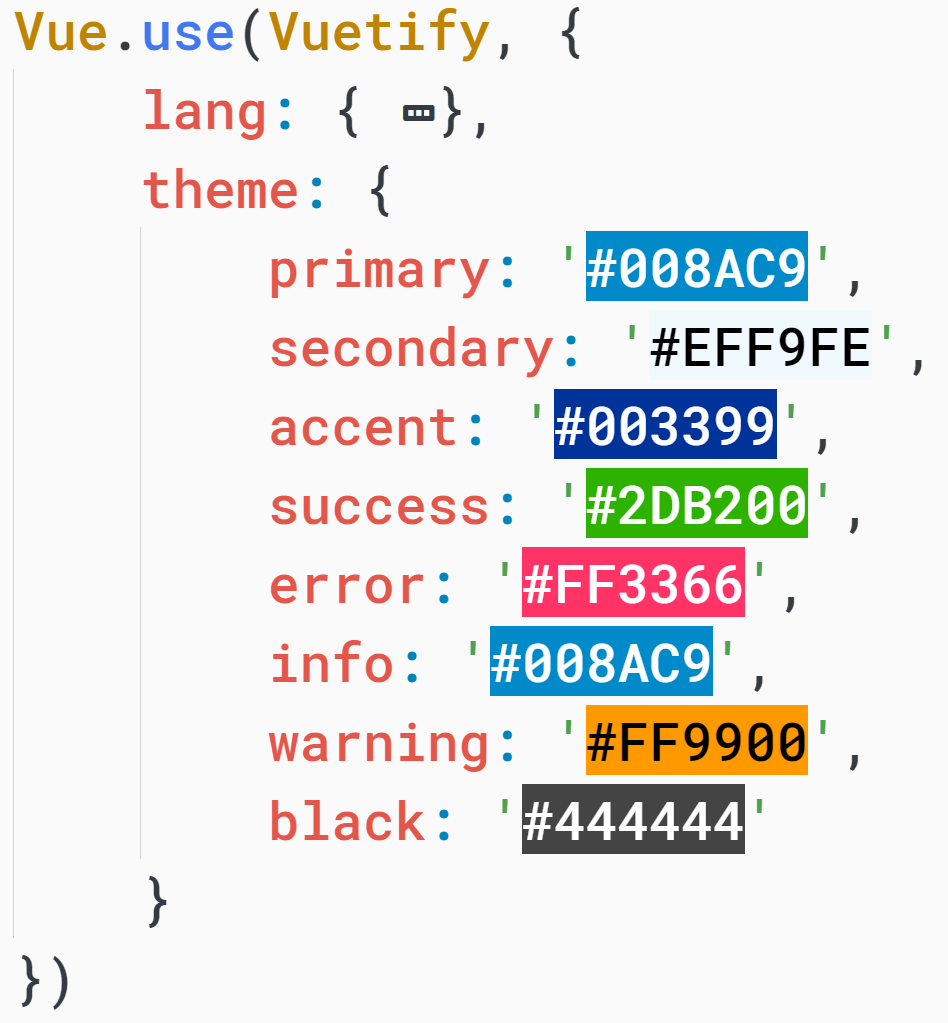 Vue.use(Vuetify, {
lang: { ⋯},
theme: {
primary: '#008AC9',
secondary: '#EFF9FE',
accent: '#003399',
success: '#2DB200',
error: '#FF3366',
info: '#008AC9',
warning: '#FF9900',
black: '#444444'
}
})